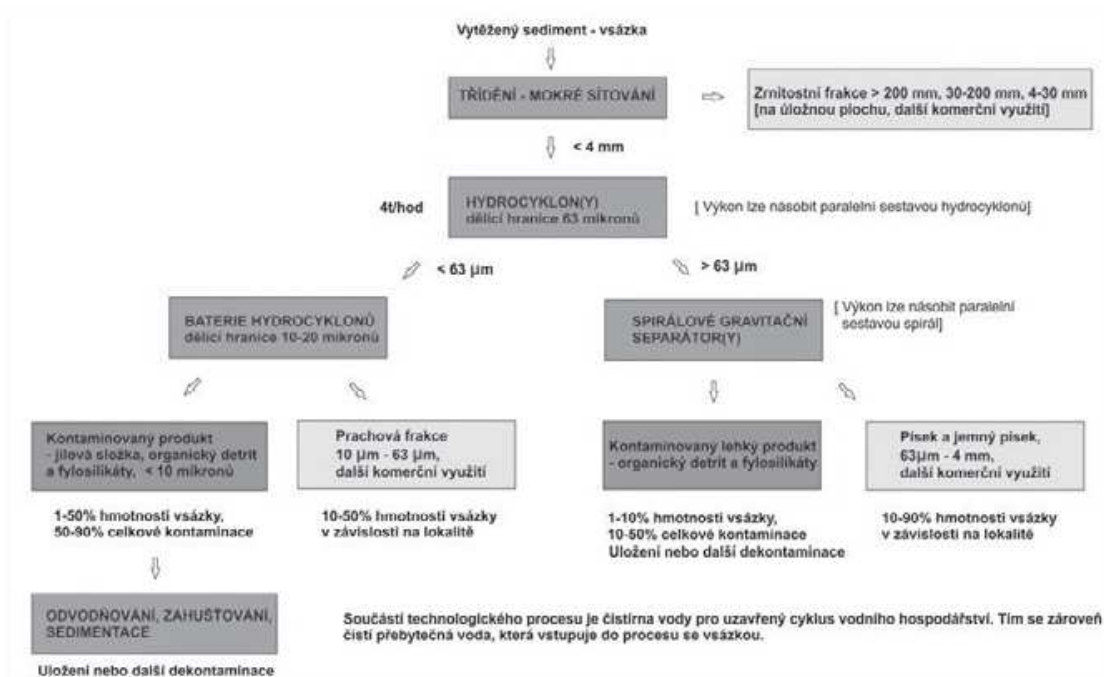 Vytěžený sediment - vsázka
TŘÍDĚNÍ - MOKRÉ SÍTOVÁNÍ
Zrnitostní frakce > 200 mm, 30-200 mm, 4-30 mm
[na úložnou plochu, další komerční využití]
< 4 mm
4t/hod
HYDROCYKLON(Y)
dělící hranice 63 mikronů
[ Výkon lze násobit paralelní sestavou hydrocyklonů]
< 63 µm
> 63 µm
BATERIE HYDROCYKLONŮ
dělící hranice 10-20 mikronů
SPIRÁLOVÉ GRAVITAČNÍ
SEPARÁTOR(Y)
[ Výkon lze násobit paralelní
sestavou spirál]
Kontaminovaný produkt
- jílová složka, organický detrit
a fylosilikáty, < 10 mikronů
Prachová frakce
10 µm - 63 µm,
další komerční využití
Kontaminovaný lehký produkt
- organický detrit a fylosilikáty
Písek a jemný písek,
63µm - 4 mm,
další komerční využití
1-50% hmotnosti vsázky,
50-90% celkové kontaminace
10-50% hmotnosti vsázky
v závislosti na lokalitě
1-10% hmotnosti vsázky,
10-50% celkové kontaminace
Uložení nebo další dekontaminace
10-90% hmotnosti vsázky
v závislosti na lokalitě
ODVODŇOVÁNÍ, ZAHUŠŤOVÁNÍ,
SEDIMENTACE
Uložení nebo další dekontaminace
Součástí technologického procesu je čistírna vody pro uzavřený cyklus vodního hospodářství. Tím se zároveň
čistí přebytečná voda, která vstupuje do procesu se vsázkou.